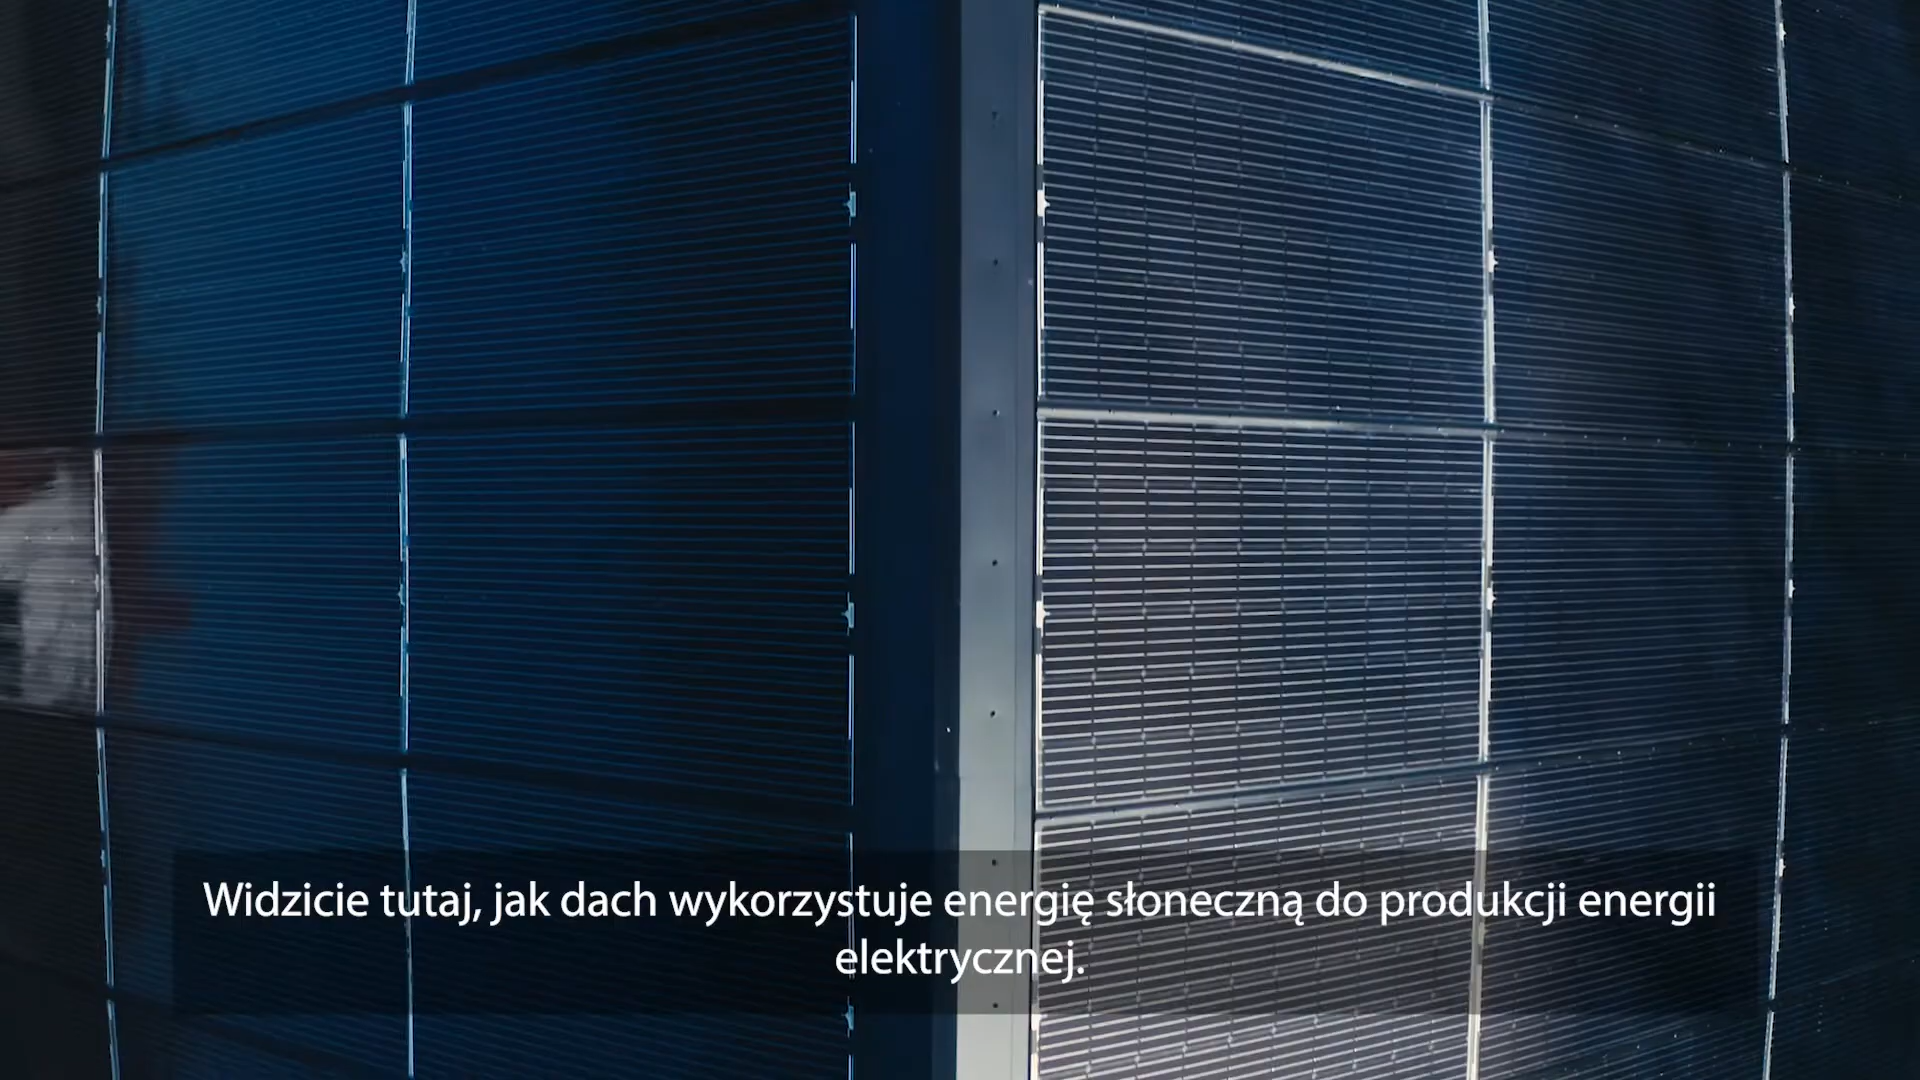 Widzicie tutaj, jak dach wykorzystuje energię słoneczną do produkcji energii
elektrycznej.